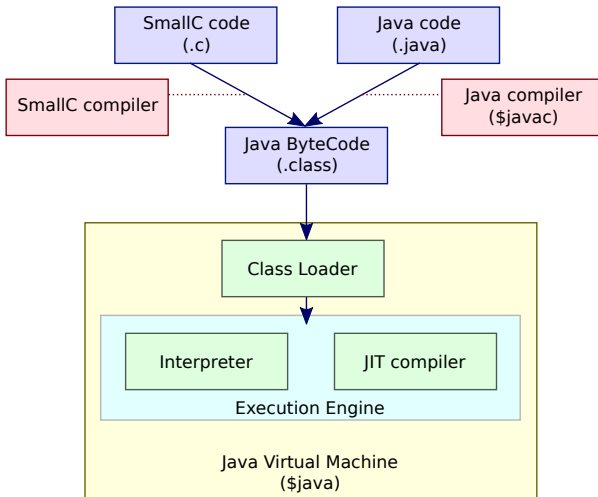 SmallC code
(.c)
Java code
(.java)
SmallC compiler
Java compiler
($javac)
Java ByteCode
(.class)
Class Loader
Interpreter
JIT compiler
Execution Engine
Java Virtual Machine
($java)